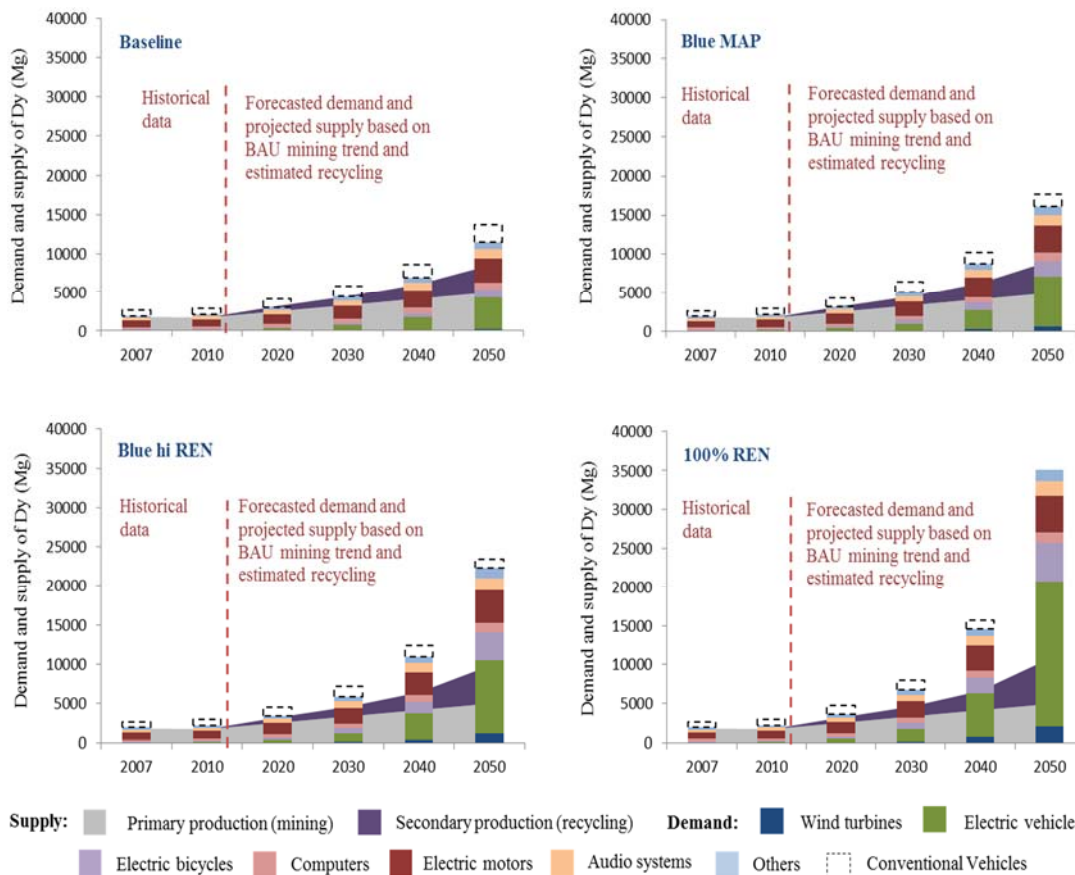 Demand and supply of Dy (Mg)
40000
35000
30000
25000
20000
15000
10000
5000
0
Baseline
Historical
data
Forecasted demand and
projected supply based on
BAU mining trend and
estimated recycling
2007 2010 2020 2030 2040 2050
Demand and supply of Dy (Mg)
40000
35000
30000
25000
20000
15000
10000
5000
0
Blue MAP
Historical
data
Forecasted demand and
projected supply based on
BAU mining trend and
estimated recycling
2007 2010 2020 2030 2040 2050
Demand and supply of Dy (Mg)
40000
35000
30000
25000
20000
15000
10000
5000
0
Blue hi REN
Historical
data
Forecasted demand and
projected supply based on
BAU mining trend and
estimated recycling
2007 2010 2020 2030 2040 2050
Demand and supply of Dy (Mg)
40000
35000
30000
25000
20000
15000
10000
5000
0
100% REN
Historical
data
Forecasted demand and
projected supply based on
BAU mining trend and
estimated recycling
2007 2010 2020 2030 2040 2050
Supply: Primary production (mining) Secondary production (recycling) Demand: Wind turbines Electric vehicle
Electric bicycles Computers Electric motors Audio systems Others Conventional Vehicles